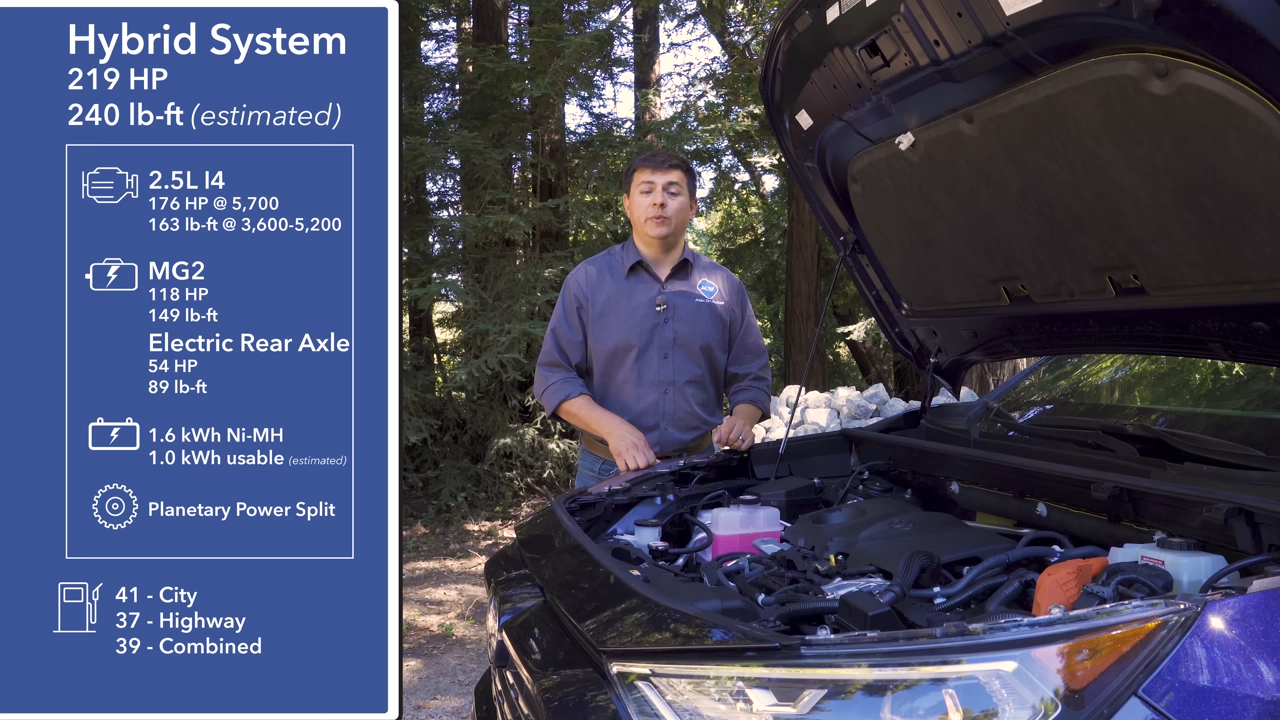 Hybrid System
219 HP
240 lb-ft (estimated)
2.5L I4
176 HP @ 5,700
163 lb-ft @ 3,600-5,200
MG2
118 HP
149 lb-ft
Electric Rear Axle
54 HP
89 lb-ft
1.6 kWh Ni-MH
1.0 kWh usable (estimated)
Planetary Power Split
41 - City
37 - Highway
39 - Combined